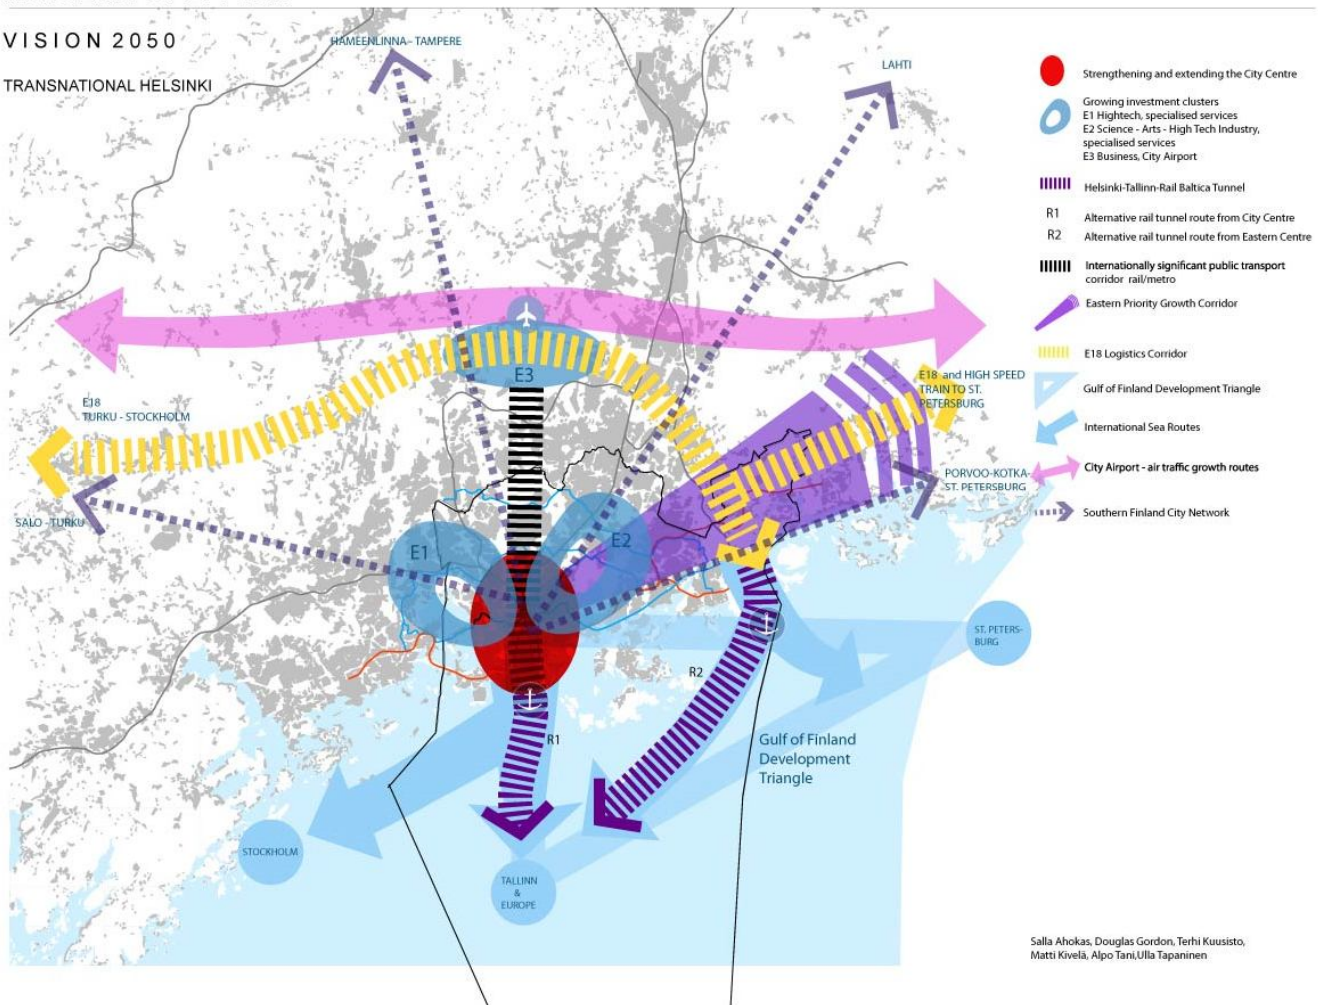 VISION 2050
TRANSNATIONAL HELSINKI
HÄMEENLINNA - TAMPERE
LAHTI
E3
E18
TURKU - STOCKHOLM
E18 and HIGH SPEED
TRAIN TO ST.
PETERSBURG
PORVOO-KOTKA-
ST. PETERSBURG
SALO - TURKU
E1
E2
ST. PETERS-
BURG
R2
R1
Gulf of Finland
Development
Triangle
STOCKHOLM
TALLINN
&
EUROPE
Strengthening and extending the City Centre
Growing investment clusters
E1 Hightech, specialised services
E2 Science - Arts - High Tech Industry,
specialised services
E3 Business, City Airport
Helsinki-Tallinn-Rail Baltica Tunnel
R1 Alternative rail tunnel route from City Centre
R2 Alternative rail tunnel route from Eastern Centre
Internationally significant public transport
corridor rail/metro
Eastern Priority Growth Corridor
E18 Logistics Corridor
Gulf of Finland Development Triangle
International Sea Routes
City Airport - air traffic growth routes
Southern Finland City Network
Salla Ahokas, Douglas Gordon, Terhi Kuusisto,
Matti Kivelä, Alpo Tani,Ulla Tapaninen